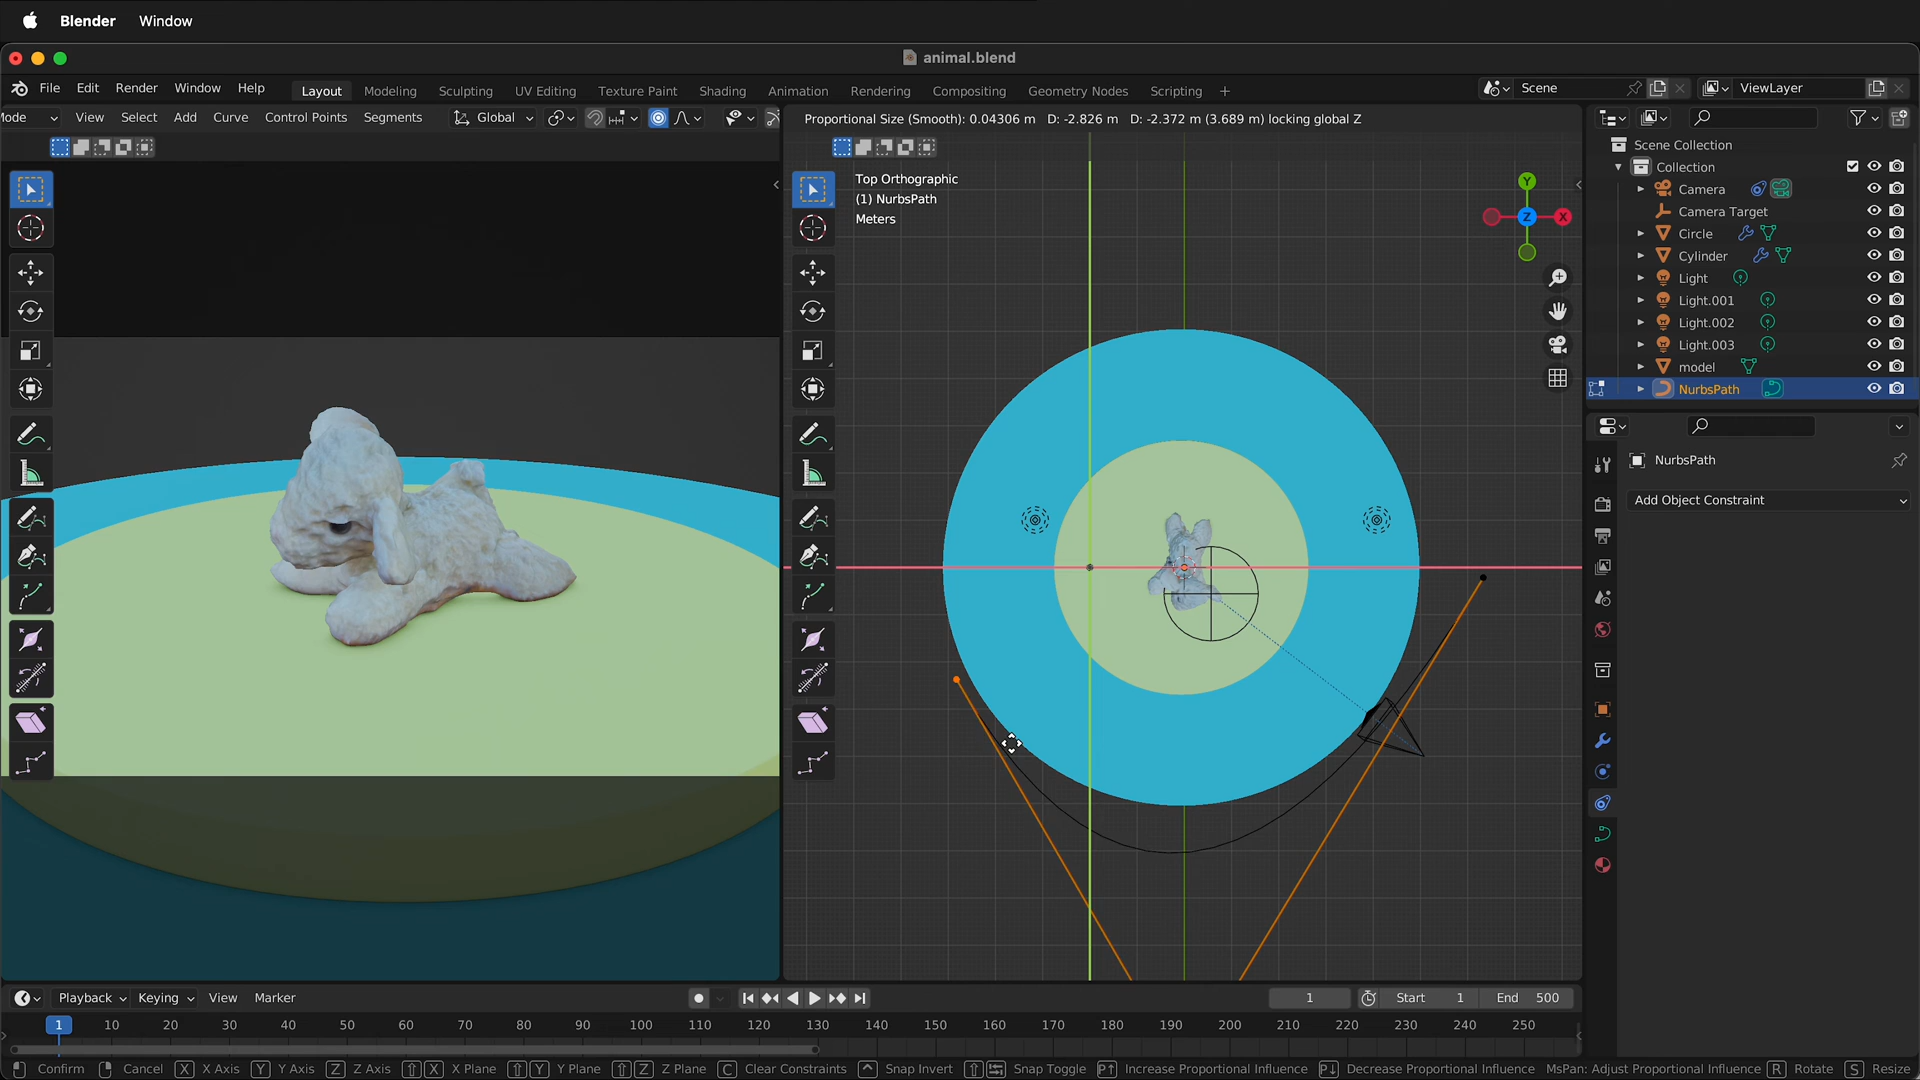 Blender Window
animal.blend
File Edit Render Window Help Layout Modeling Sculpting UV Editing Texture Paint Shading Animation Rendering Compositing Geometry Nodes Scripting + Scene ViewLayer
Mode View Select Add Curve Control Points Segments Global
Proportional Size (Smooth): 0.04306 m D: -2.826 m D: -2.372 m (3.689 m) locking global Z
Top Orthographic
(1) NurbsPath
Meters
Y
Z X
Scene Collection
Collection
Camera
Camera Target
Circle
Cylinder
Light
Light.001
Light.002
Light.003
model
NurbsPath
NurbsPath
Add Object Constraint
Playback Keying View Marker 1 Start 1 End 500
1 10 20 30 40 50 60 70 80 90 100 110 120 130 140 150 160 170 180 190 200 210 220 230 240 250
Confirm Cancel X X Axis Y Y Axis Z Z Axis X X Plane Y Y Plane Z Z Plane C Clear Constraints Snap Invert Snap Toggle P Increase Proportional Influence P Decrease Proportional Influence MsPan: Adjust Proportional Influence R Rotate S Resize